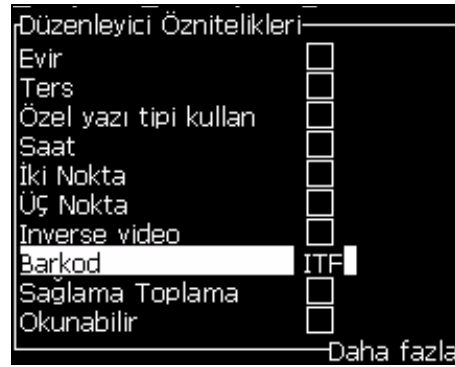 Düzenleyici Öznitelikleri
Evir
Ters
Özel yazı tipi kullan
Saat
İki Nokta
Üç Nokta
Inverse video
Barkod ITF
Sağlama Toplama
Okunabilir
Daha fazla